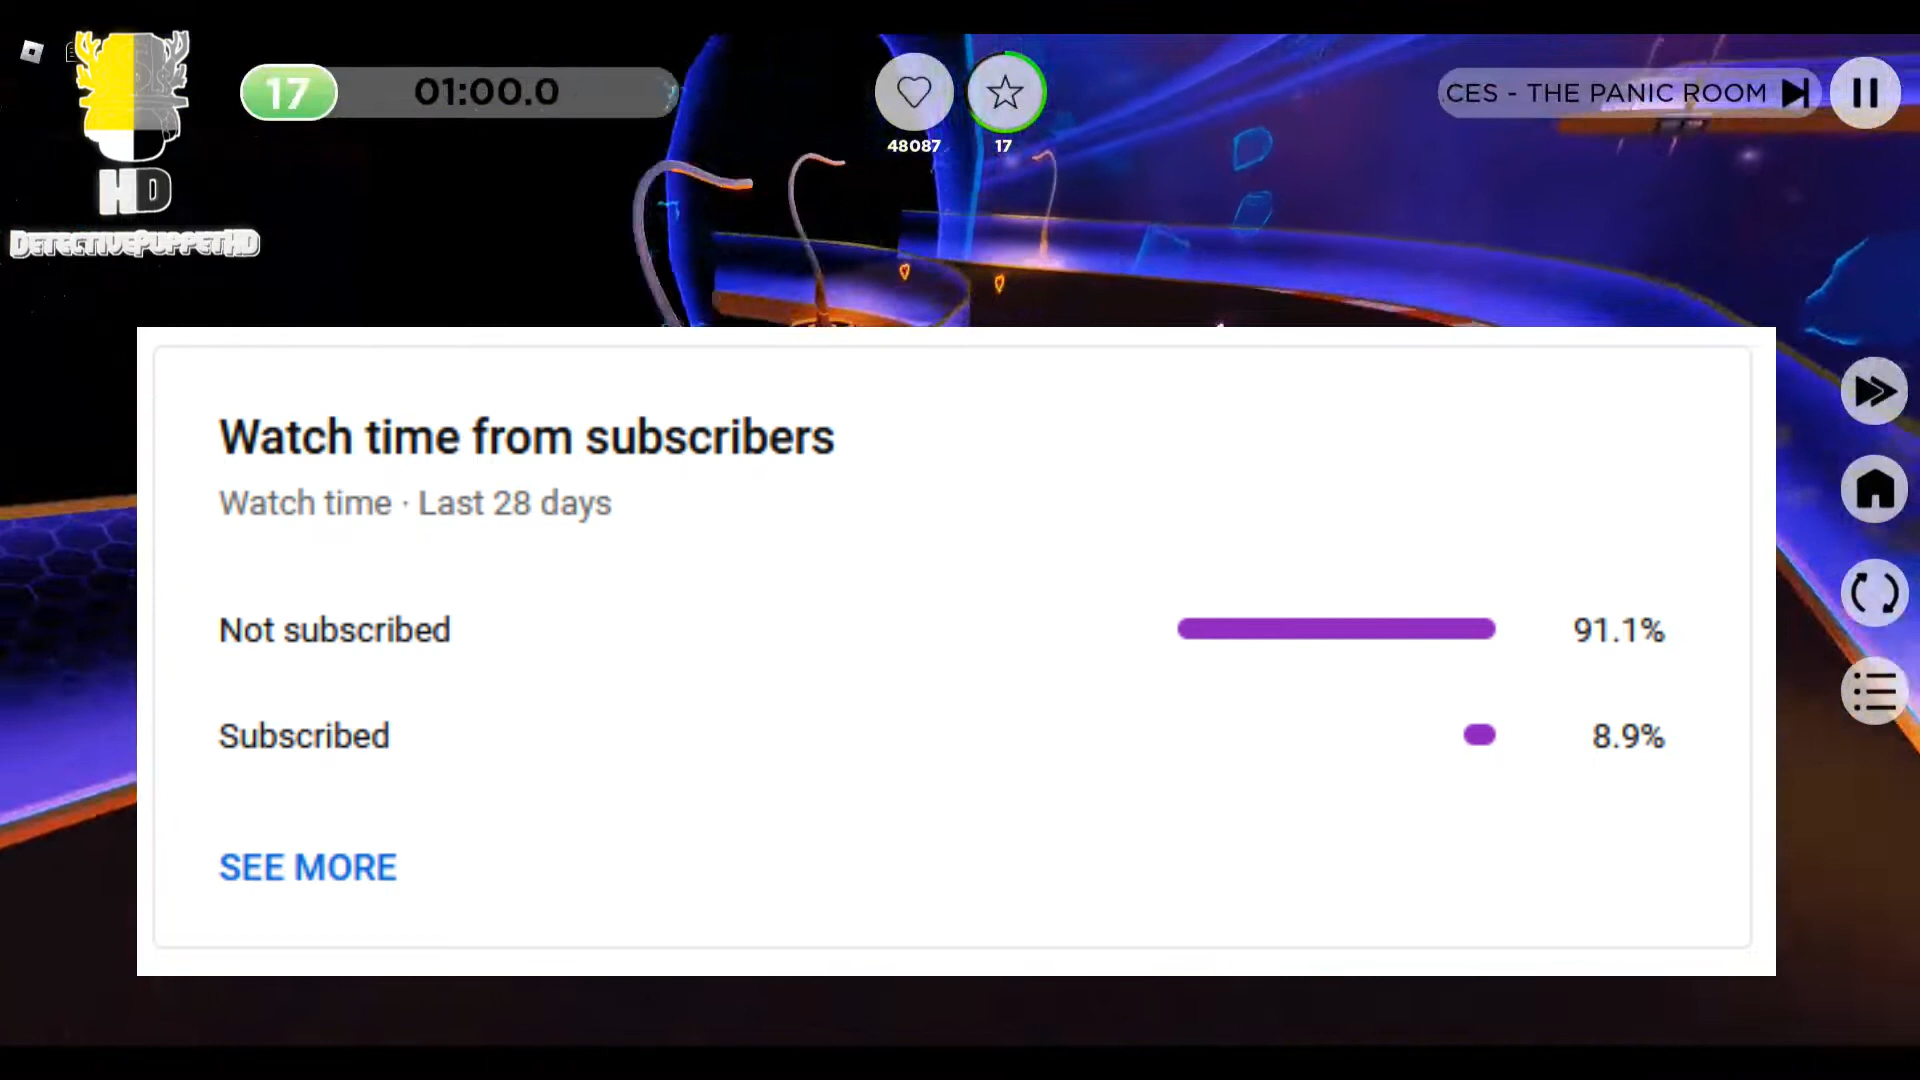 17
01:00.0
48087
17
CES - THE PANIC ROOM
HD
DETECTIVEPUPPETHD
Watch time from subscribers
Watch time · Last 28 days
Not subscribed
91.1%
Subscribed
8.9%
SEE MORE